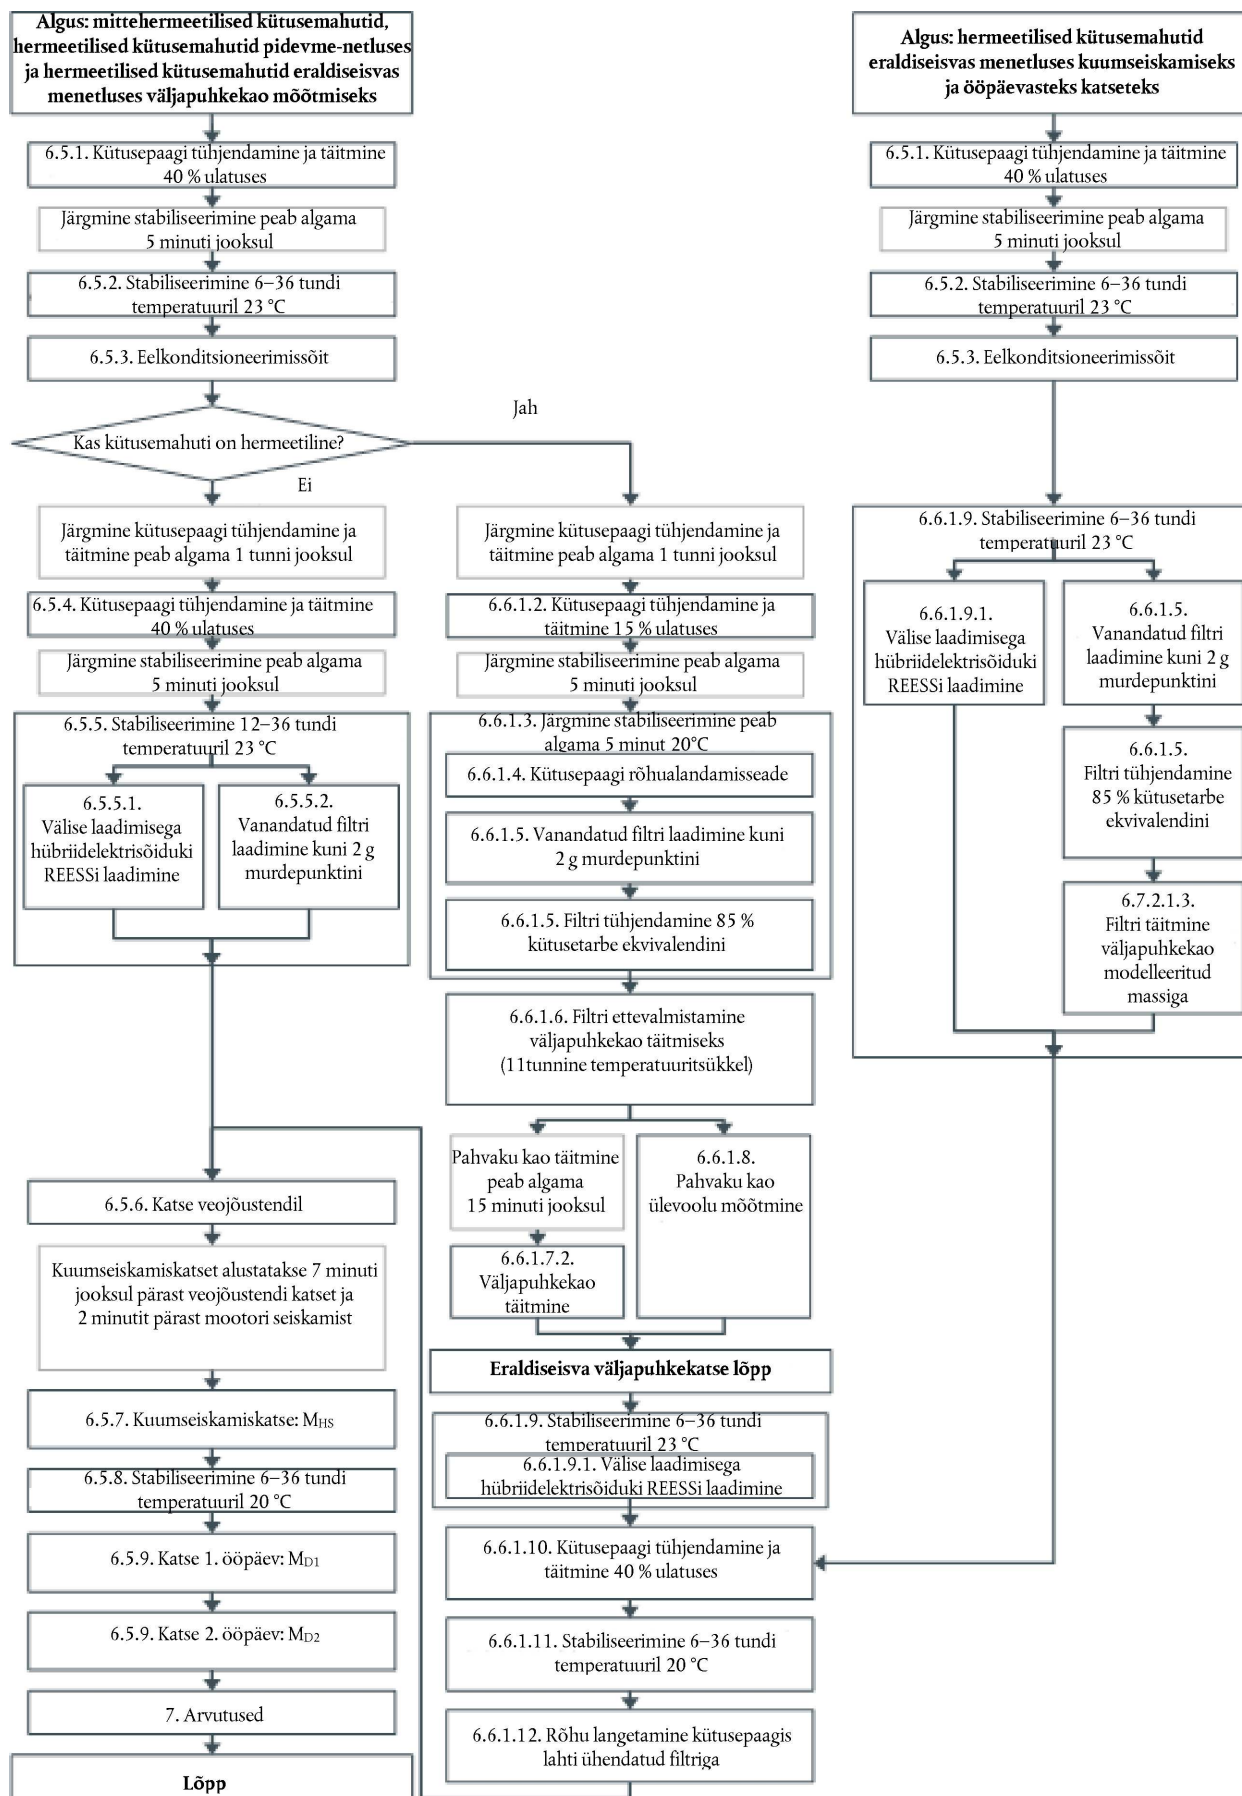 Algus: mittehermeetilised kütusemahutid,
hermeetilised kütusemahutid pidevme-netluses
ja hermeetilised kütusemahutid eraldiseisvas
menetluses väljapuhkekao mõõtmiseks
6.5.1. Kütusepaagi tühjendamine ja täitmine
40 % ulatuses
Järgmine stabiliseerimine peab algama
5 minuti jooksul
6.5.2. Stabiliseerimine 6–36 tundi
temperatuuril 23 °C
6.5.3. Eelkonditsioneerimissõit
Kas kütusemahuti on hermeetiline?
Jah
Ei
Järgmine kütusepaagi tühjendamine ja
täitmine peab algama 1 tunni jooksul
6.5.4. Kütusepaagi tühjendamine ja täitmine
40 % ulatuses
Järgmine stabiliseerimine peab algama
5 minuti jooksul
6.5.5. Stabiliseerimine 12–36 tundi
temperatuuril 23 °C
6.5.5.1.
Välise laadimisega
hübriidelektrisõiduki
REESSi laadimine
6.5.5.2.
Vanandatud filtri
laadimine kuni 2 g
murdepunktini
6.5.6. Katse veojõustendil
Kuumseiskamiskatset alustatakse 7 minuti
jooksul pärast veojõustendi katset ja
2 minutit pärast mootori seiskamist
6.5.7. Kuumseiskamiskatse: MHS
6.5.8. Stabiliseerimine 6–36 tundi
temperatuuril 20 °C
6.5.9. Katse 1. ööpäev: MD1
6.5.9. Katse 2. ööpäev: MD2
7. Arvutused
Lõpp
Järgmine kütusepaagi tühjendamine ja
täitmine peab algama 1 tunni jooksul
6.6.1.2. Kütusepaagi tühjendamine ja
täitmine 15 % ulatuses
Järgmine stabiliseerimine peab algama
5 minuti jooksul
6.6.1.3. Järgmine stabiliseerimine peab
algama 5 minut 20°C
6.6.1.4. Kütusepaagi rõhualandamisseade
6.6.1.5. Vanandatud filtri laadimine kuni
2 g murdepunktini
6.6.1.5. Filtri tühjendamine 85 %
kütusetarbe ekvivalendini
6.6.1.6. Filtri ettevalmistamine
väljapuhkekao täitmiseks
(11tunnine temperatuuritsükkel)
Pahvaku kao täitmine
peab algama
15 minuti jooksul
6.6.1.7.2.
Väljapuhkekao
täitmine
6.6.1.8.
Pahvaku kao
ülevoolu mõõtmine
Eraldiseisva väljapuhkekatse lõpp
6.6.1.9. Stabiliseerimine 6–36 tundi
temperatuuril 23 °C
6.6.1.9.1. Välise laadimisega
hübriidelektrisõiduki REESSi laadimine
6.6.1.10. Kütusepaagi tühjendamine ja
täitmine 40 % ulatuses
6.6.1.11. Stabiliseerimine 6–36 tundi
temperatuuril 20 °C
6.6.1.12. Rõhu langetamine kütusepaagis
lahti ühendatud filtriga
Algus: hermeetilised kütusemahutid
eraldiseisvas menetluses kuumseiskamiseks
ja ööpäevasteks katseteks
6.5.1. Kütusepaagi tühjendamine ja täitmine
40 % ulatuses
Järgmine stabiliseerimine peab algama
5 minuti jooksul
6.5.2. Stabiliseerimine 6–36 tundi
temperatuuril 23 °C
6.5.3. Eelkonditsioneerimissõit
6.6.1.9. Stabiliseerimine 6–36 tundi
temperatuuril 23 °C
6.6.1.9.1.
Välise laadimisega
hübriidelektrisõiduki
REESSi laadimine
6.6.1.5.
Vanandatud filtri
laadimine kuni 2 g
murdepunktini
6.6.1.5.
Filtri tühjendamine
85 % kütusetarbe
ekvivalendini
6.7.2.1.3.
Filtri täitmine
väljapuhkekao
modelleeritud
massiga